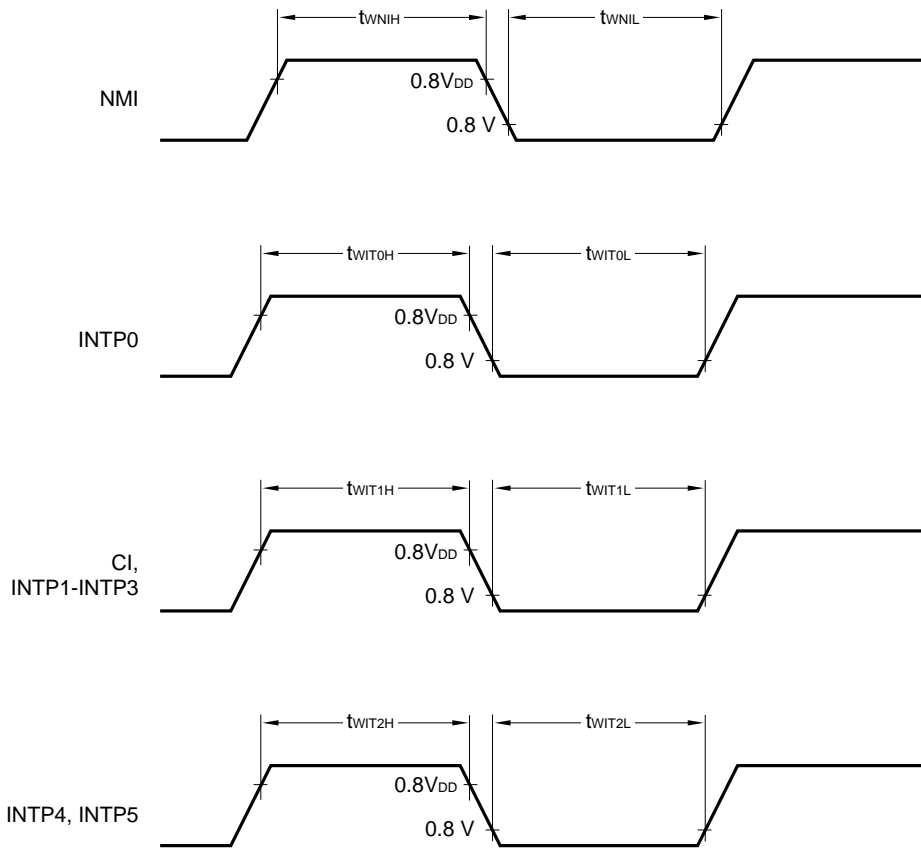 tWNIH tWNIL
0.8VDD
NMI
0.8 V
tWIT0H tWIT0L
0.8VDD
INTP0
0.8 V
tWIT1H tWIT1L
0.8VDD
CI,
INTP1-INTP3
0.8 V
tWIT2H tWIT2L
0.8VDD
INTP4, INTP5
0.8 V